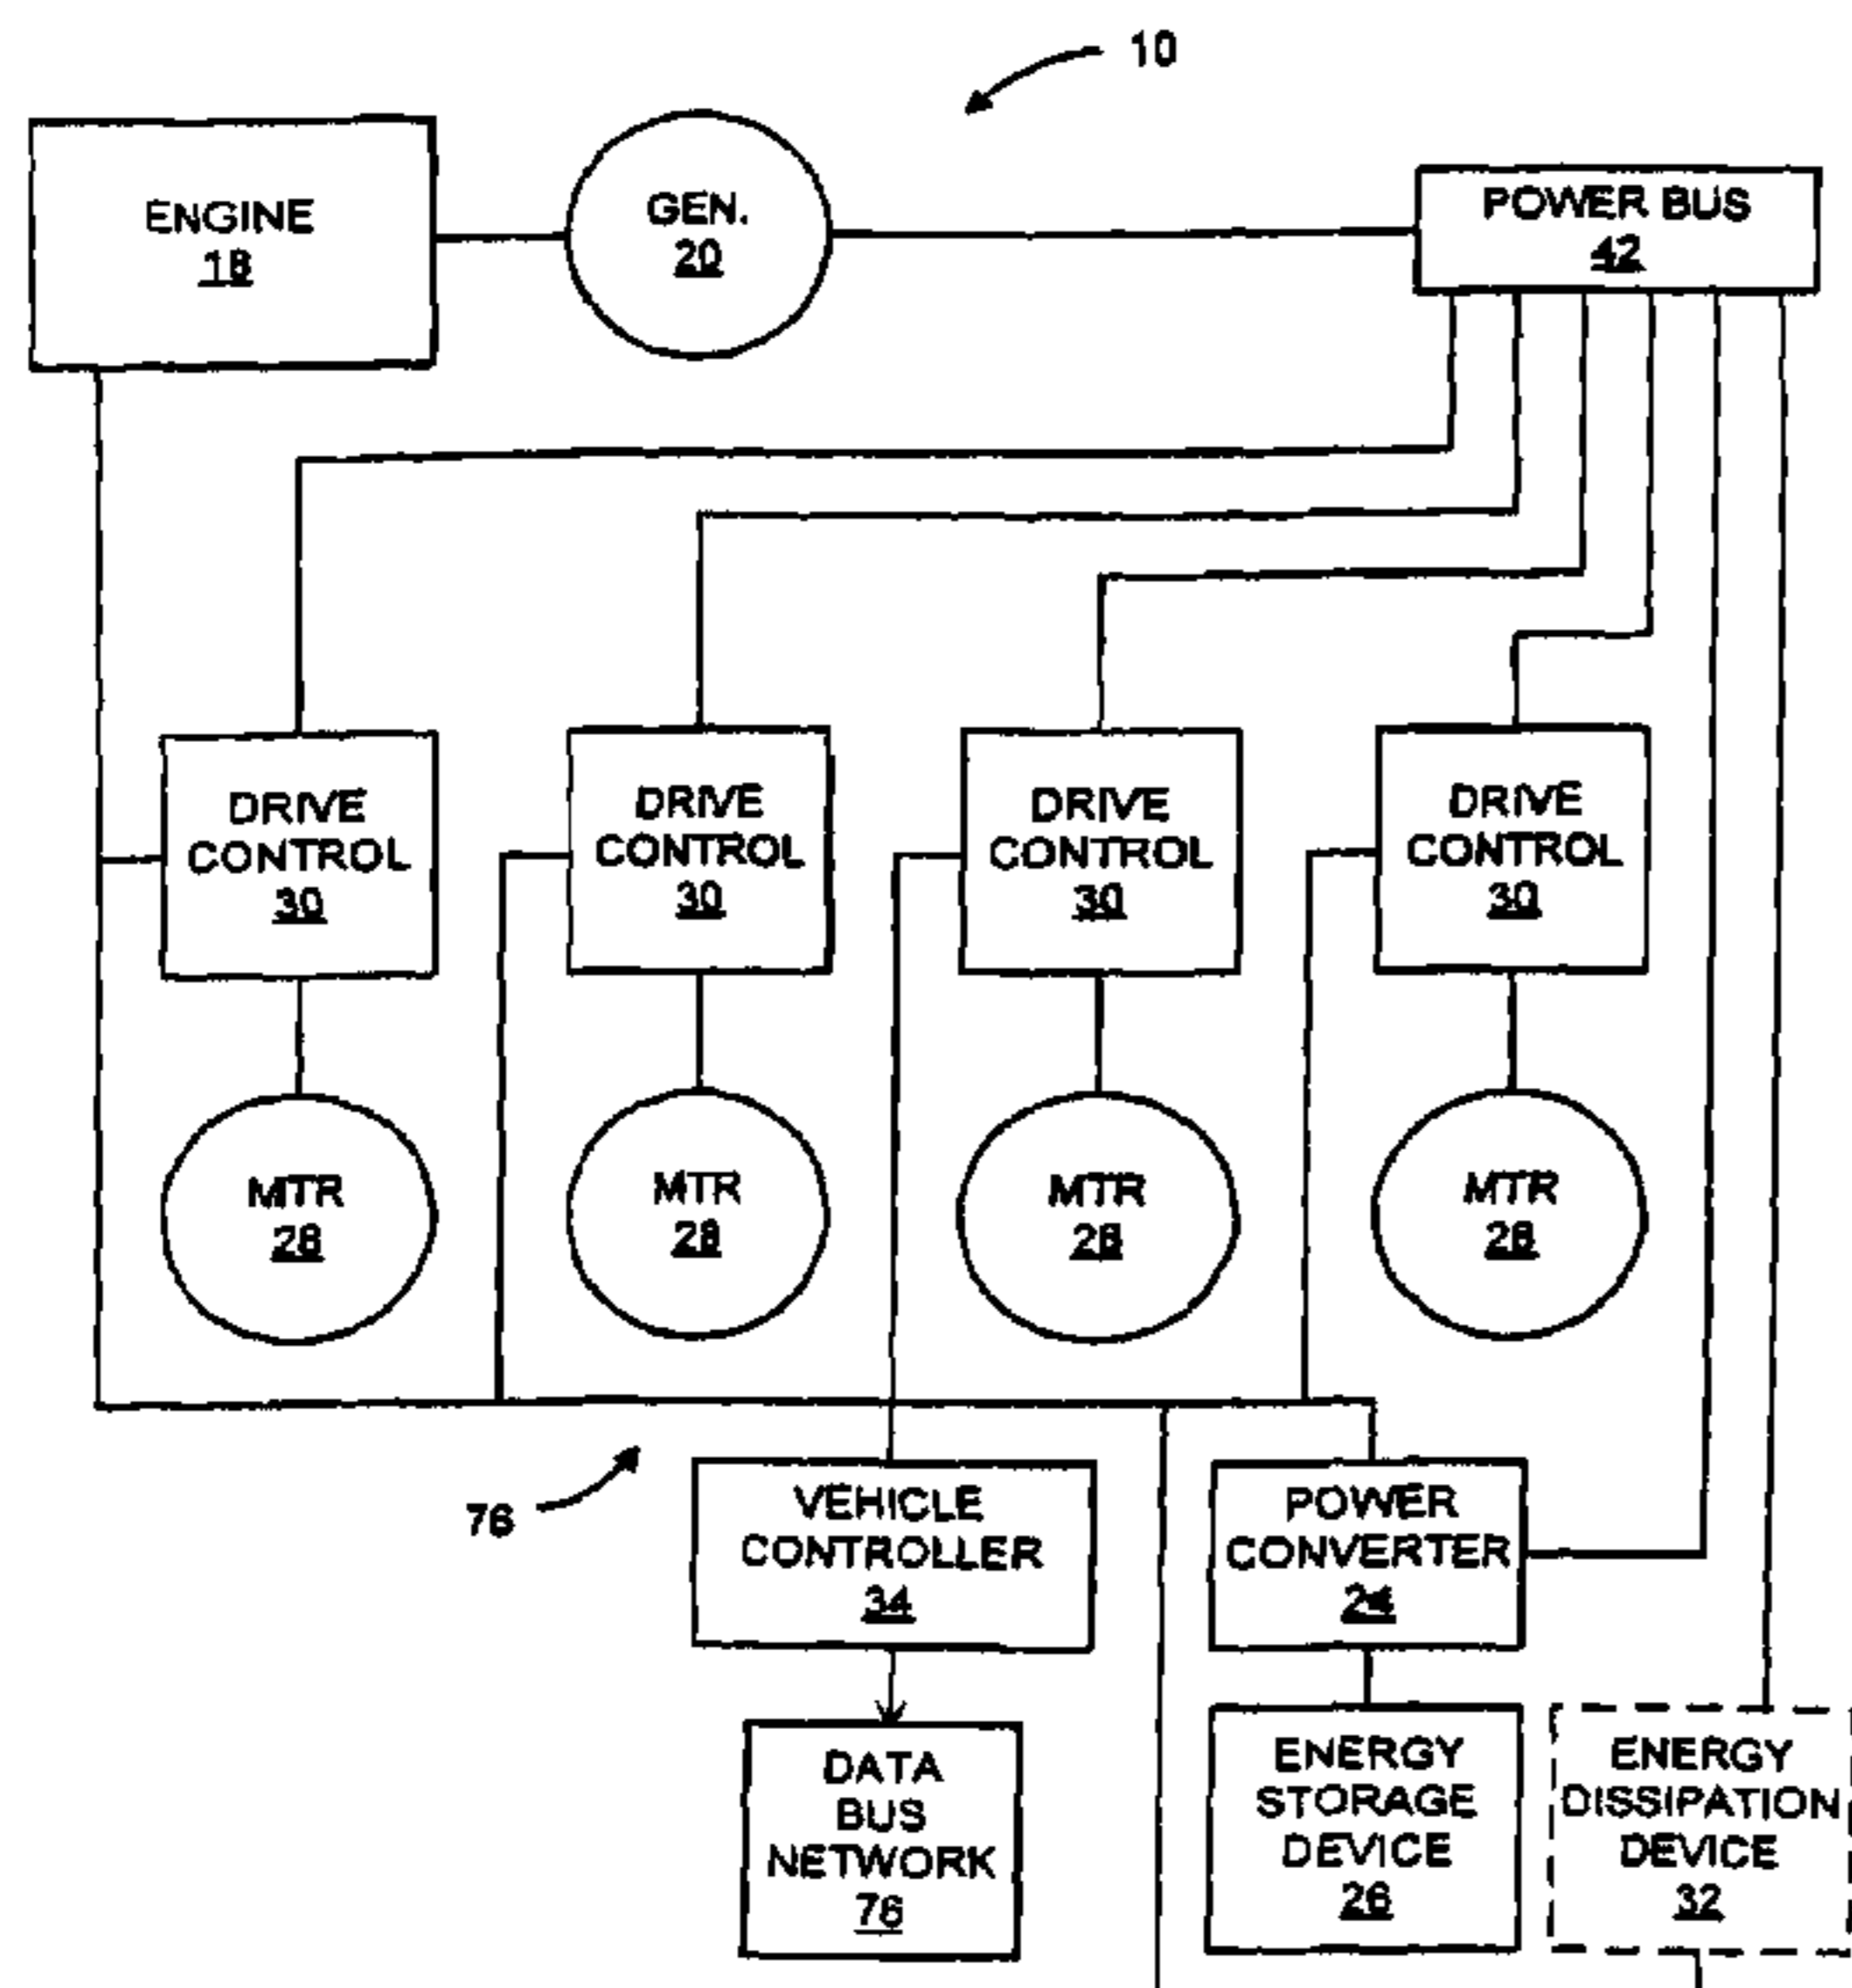 10
ENGINE
18
GEN.
20
POWER BUS
42
DRIVE
CONTROL
30
DRIVE
CONTROL
30
DRIVE
CONTROL
30
DRIVE
CONTROL
30
MTR
28
MTR
28
MTR
28
MTR
28
76
VEHICLE
CONTROLLER
34
POWER
CONVERTER
24
DATA
BUS
NETWORK
76
ENERGY
STORAGE
DEVICE
26
ENERGY
DISSIPATION
DEVICE
32